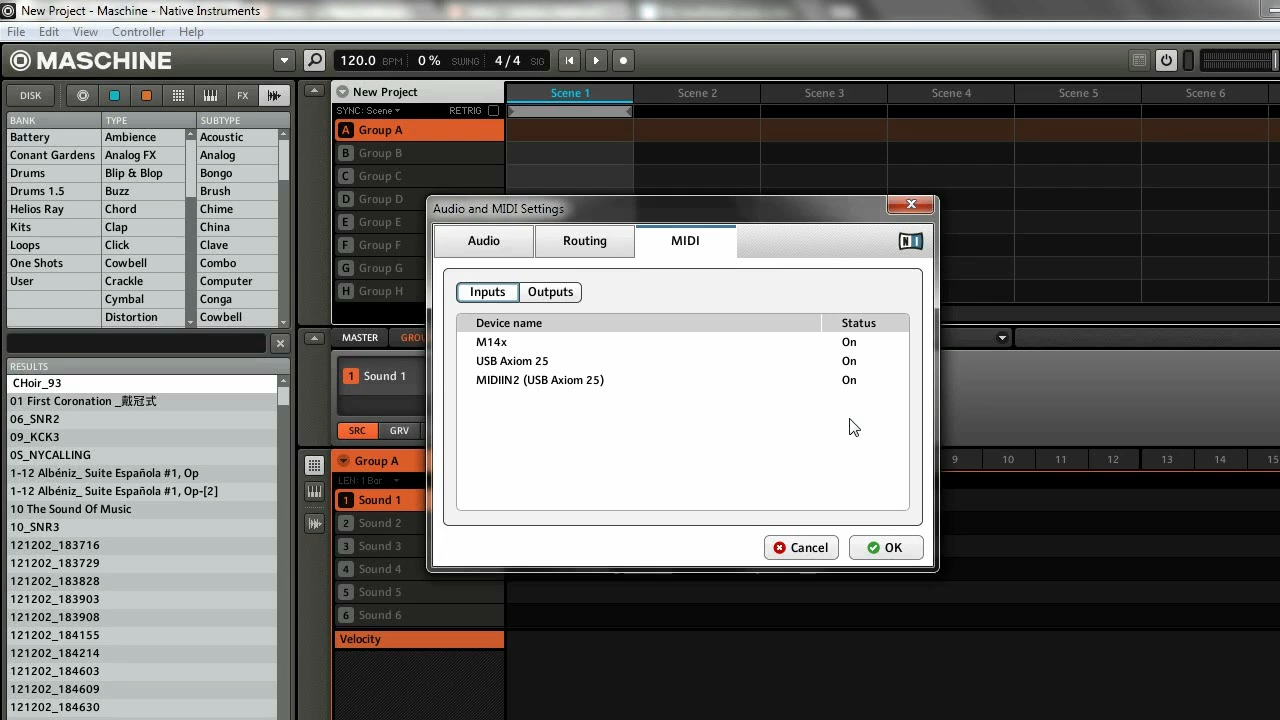 New Project - Maschine - Native Instruments
File Edit View Controller Help
MASCHINE 120.0 BPM 0% SWING 4/4 SIG
DISK FX
BANK TYPE SUBTYPE
Battery Ambience Acoustic
Conant Gardens Analog FX Analog
Drums Blip & Blop Bongo
Drums 1.5 Buzz Brush
Helios Ray Chord Chime
Kits Clap China
Loops Click Clave
One Shots Cowbell Combo
User Crackle Computer
Cymbal Conga
Distortion Cowbell
RESULTS
CHoir_93
01 First Coronation _戴冠式
06_SNR2
09_KCK3
0S_NYCALLING
1-12 Albéniz_ Suite Española #1, Op
1-12 Albéniz_ Suite Española #1, Op-[2]
10 The Sound Of Music
10_SNR3
121202_183716
121202_183729
121202_183828
121202_183903
121202_183908
121202_184155
121202_184214
121202_184603
121202_184609
121202_184630
New Project Scene 1 Scene 2 Scene 3 Scene 4 Scene 5 Scene 6
SYNC: Scene RETRIG
A Group A
B Group B
C Group C
D Group D
E Group E
F Group F
G Group G
H Group H
MASTER
1 Sound 1
SRC GRV
Group A 9 10 11 12 13 14 15
LEN: 1 Bar
1 Sound 1
2 Sound 2
3 Sound 3
4 Sound 4
5 Sound 5
6 Sound 6
Velocity
Audio and MIDI Settings
Audio Routing MIDI NI
Inputs Outputs
Device name Status
M14x On
USB Axiom 25 On
MIDIIN2 (USB Axiom 25) On
Cancel OK